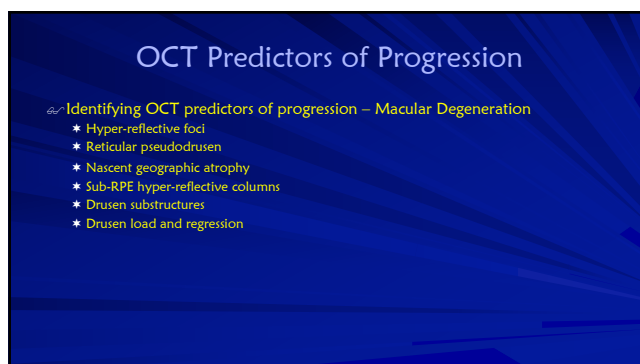 OCT Predictors of Progression
Identifying OCT predictors of progression – Macular Degeneration
Hyper-reflective foci
Reticular pseudodrusen
Nascent geographic atrophy
Sub-RPE hyper-reflective columns
Drusen substructures
Drusen load and regression